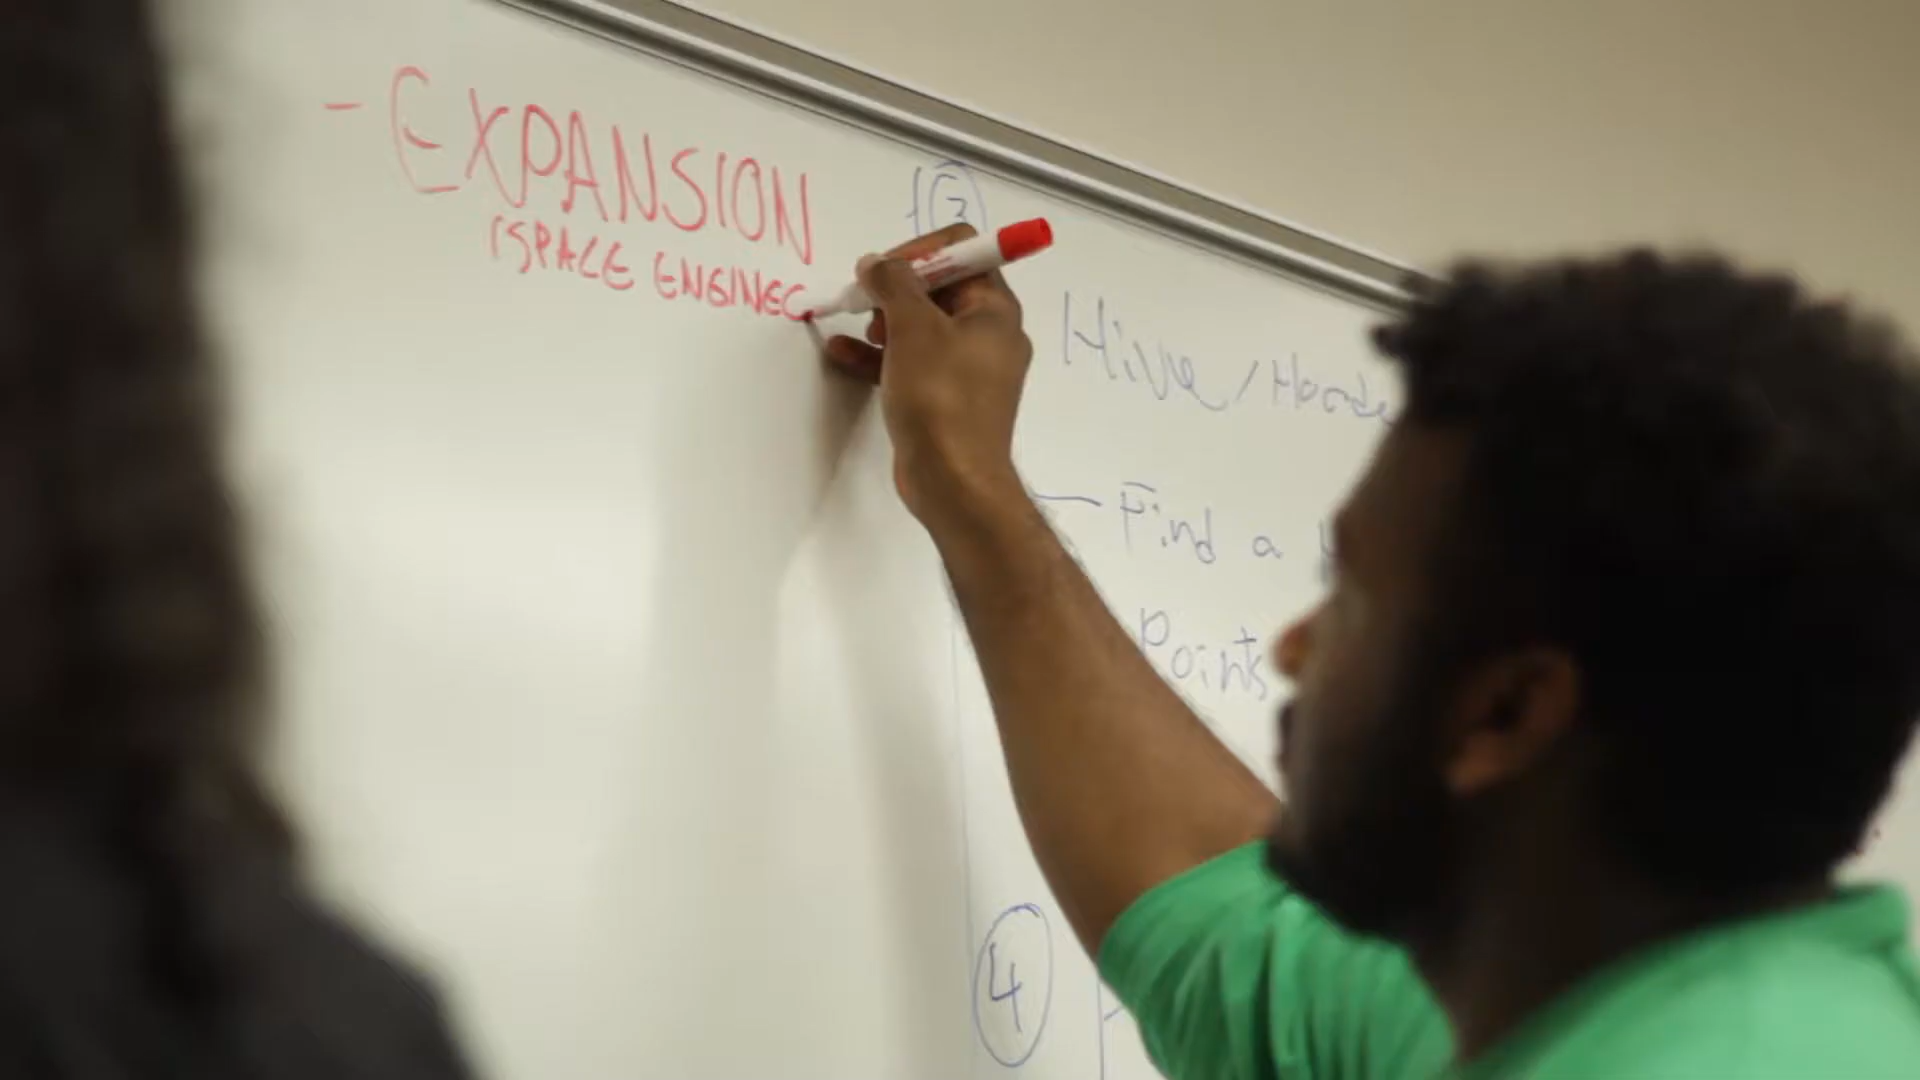 - EXPANSION
(SPACE ENGINEE
3
Hive / Horde
- Find a
Points
4